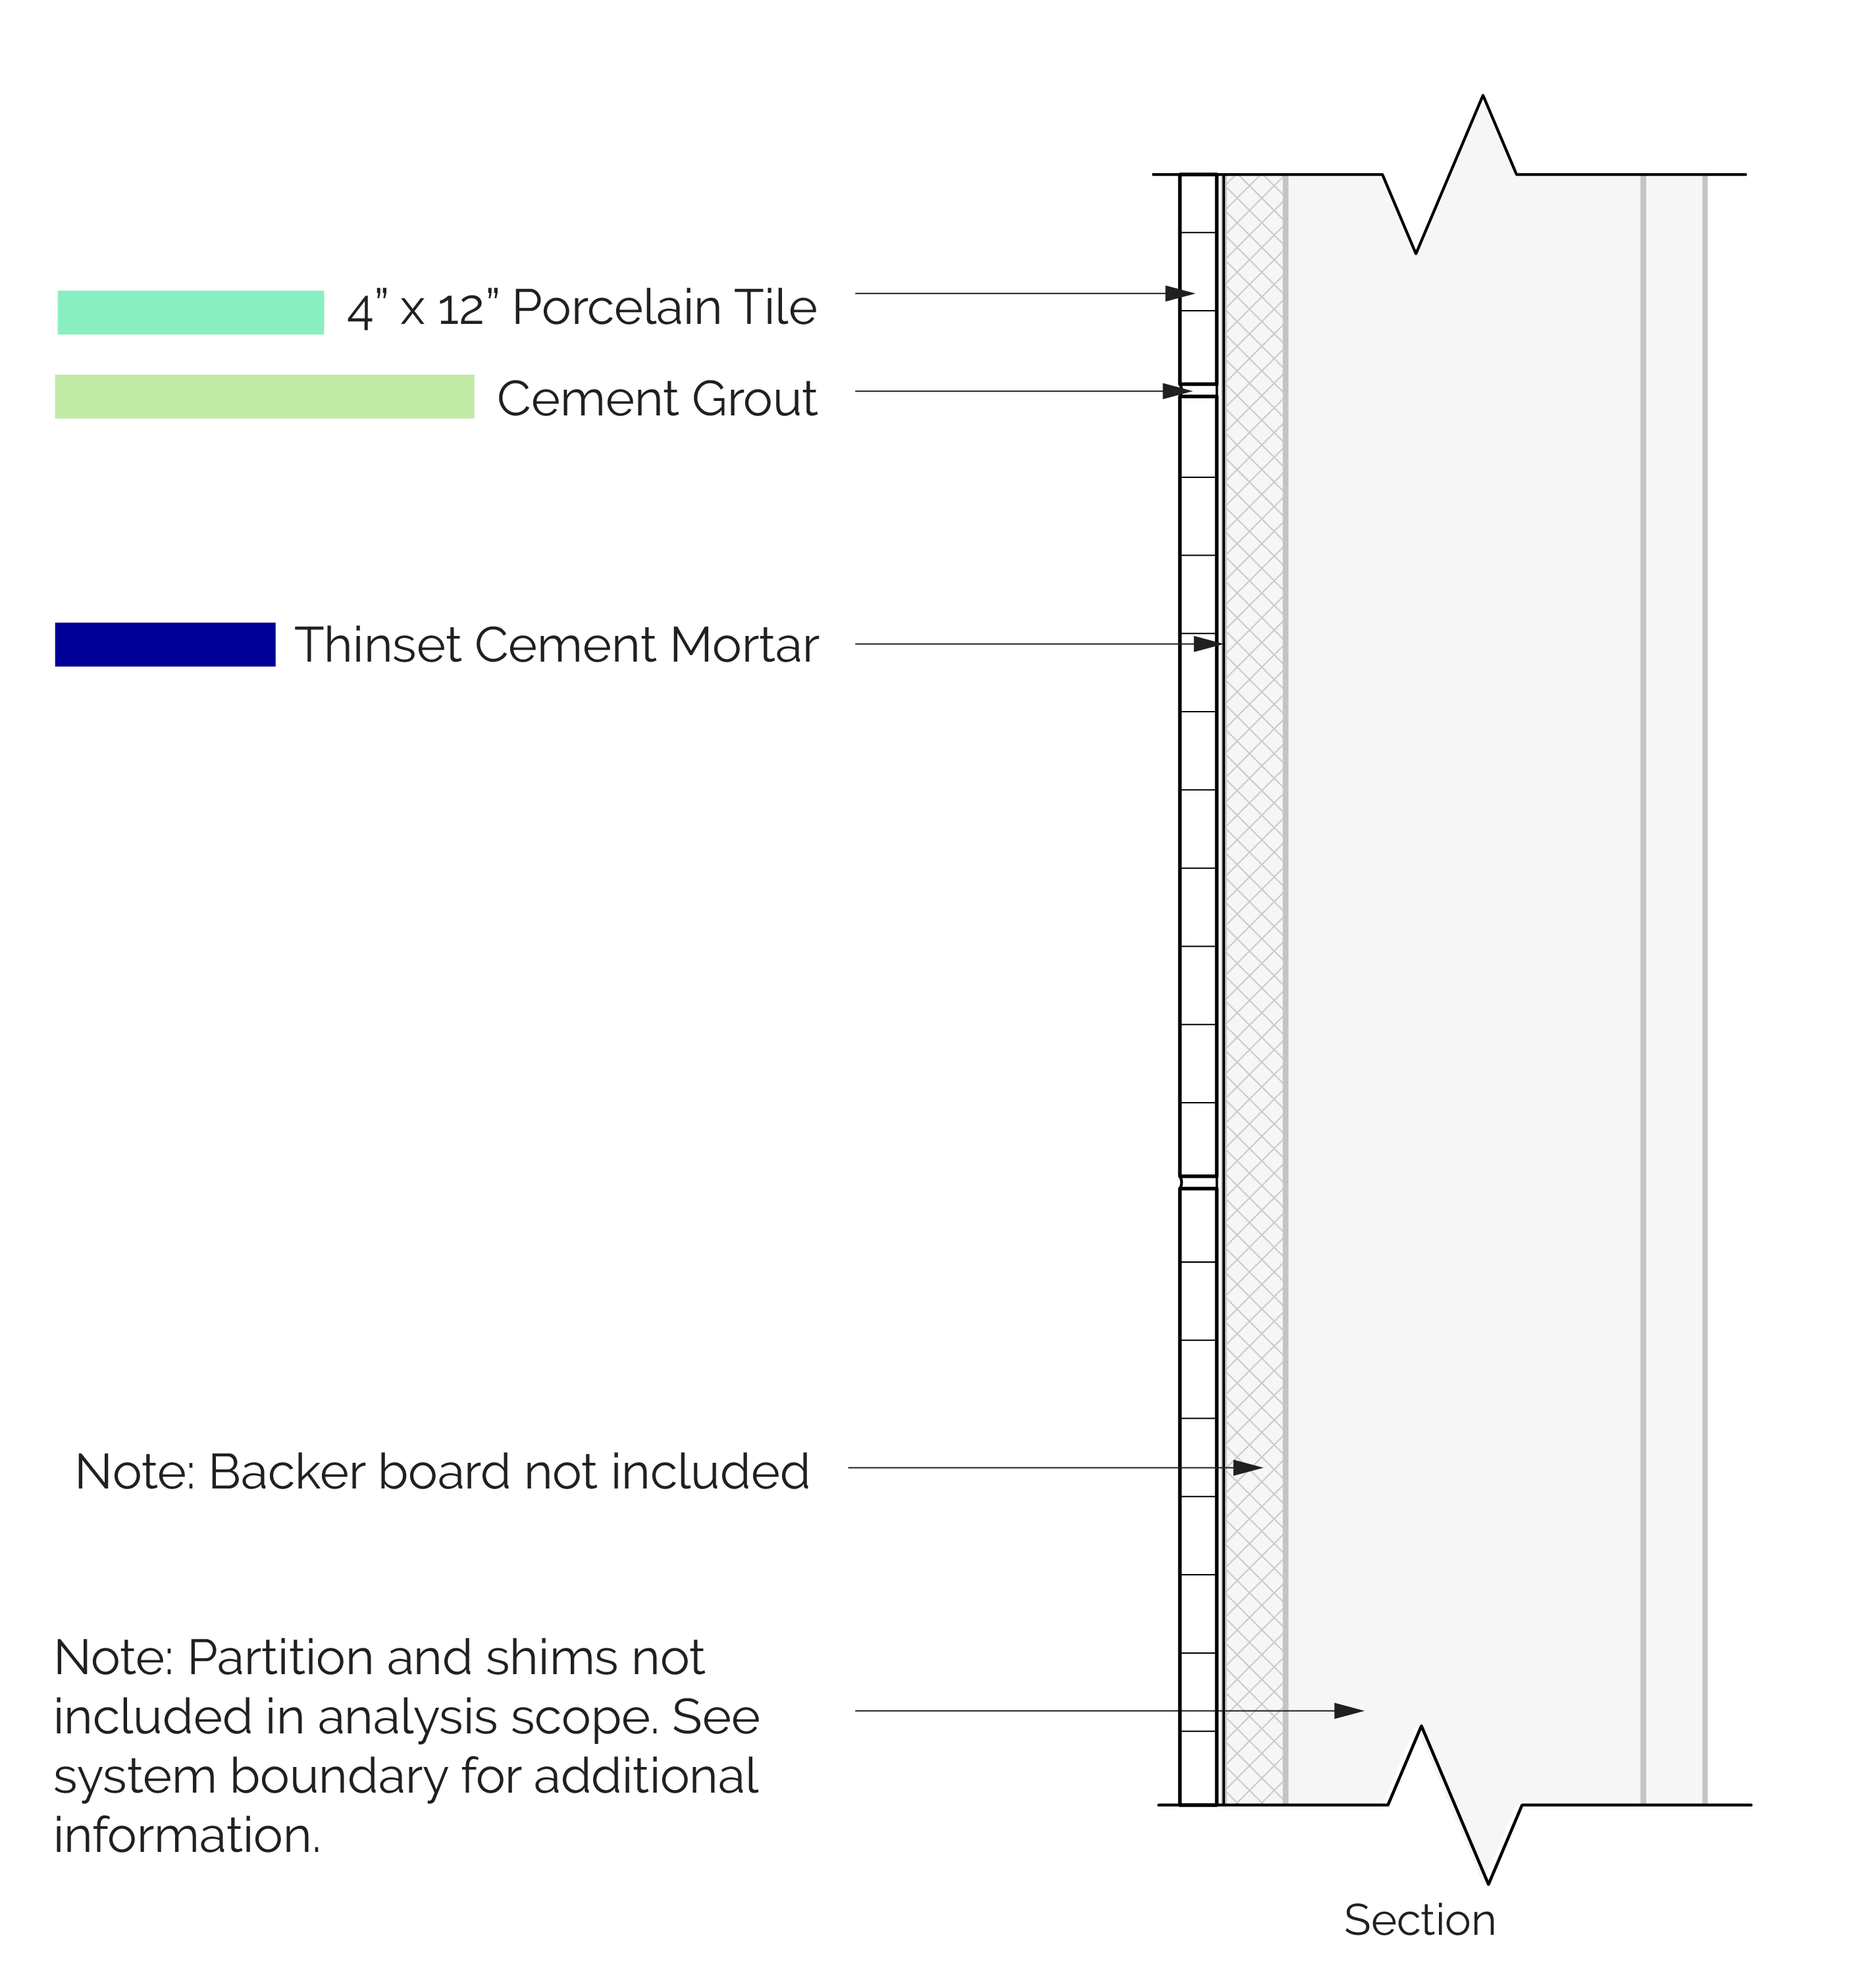 4” x 12” Porcelain Tile
Cement Grout
Thinset Cement Mortar
Note: Backer board not included
Note: Partition and shims not
included in analysis scope. See
system boundary for additional
information.
Section